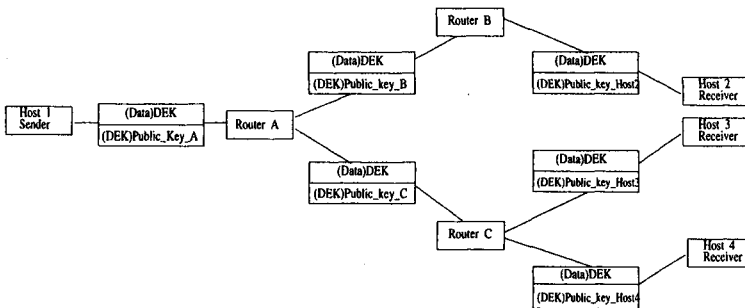 Router B
(Data)DEK
(DEK)Public_key_B
(Data)DEK
(DEK)Public_key_Host2
Host 2
Receiver
Host 1
Sender
(Data)DEK
(DEK)Public_Key_A
Router A
Host 3
Receiver
(Data)DEK
(DEK)Public_key_C
(Data)DEK
(DEK)Public_key_Host3
Router C
Host 4
Receiver
(Data)DEK
(DEK)Public_key_Host4